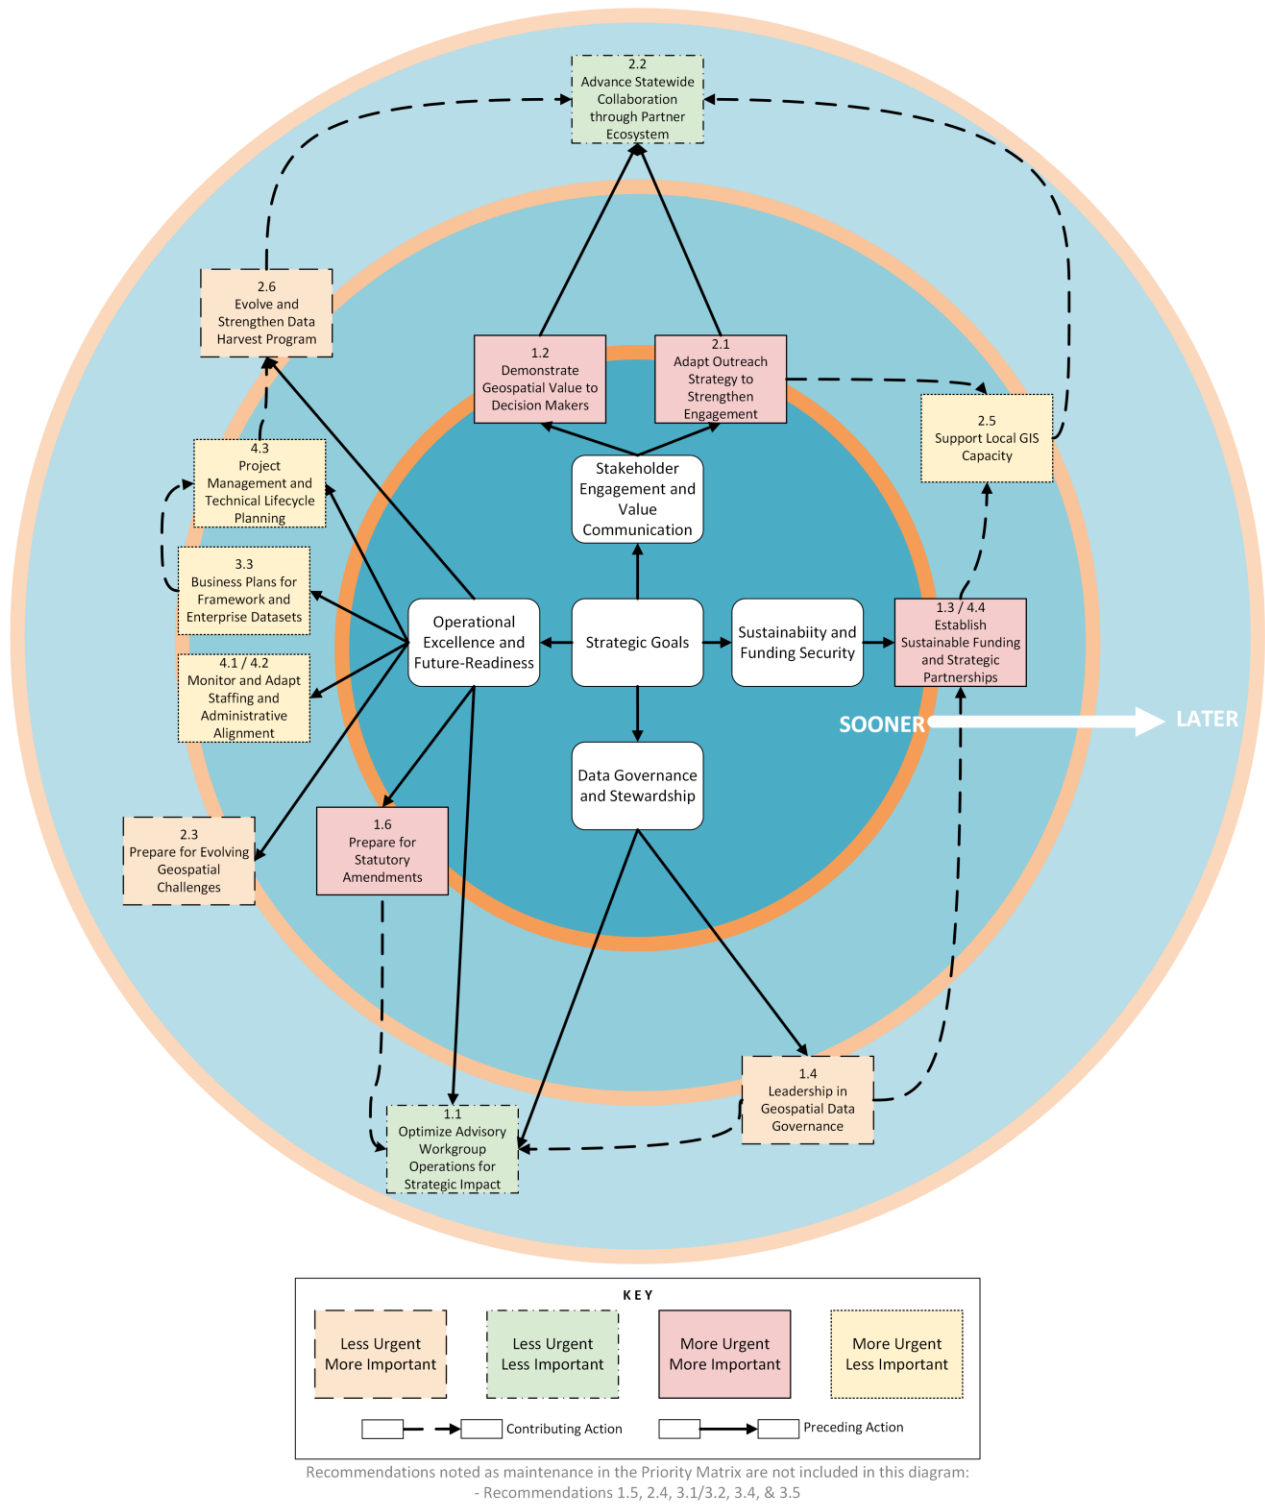 2.2
Advance Statewide
Collaboration
through Partner
Ecosystem
2.6
Evolve and
Strengthen Data
Harvest Program
1.2
Demonstrate
Geospatial Value to
Decision Makers
2.1
Adapt Outreach
Strategy to
Strengthen
Engagement
2.5
Support Local GIS
Capacity
4.3
Project
Management and
Technical Lifecycle
Planning
Stakeholder
Engagement and
Value
Communication
3.3
Business Plans for
Framework and
Enterprise Datasets
4.1 / 4.2
Monitor and Adapt
Staffing and
Administrative
Alignment
Operational
Excellence and
Future-Readiness
Strategic Goals
Sustainabiity and
Funding Security
1.3 / 4.4
Establish
Sustainable Funding
and Strategic
Partnerships
SOONER
LATER
Data Governance
and Stewardship
2.3
Prepare for Evolving
Geospatial
Challenges
1.6
Prepare for
Statutory
Amendments
1.4
Leadership in
Geospatial Data
Governance
1.1
Optimize Advisory
Workgroup
Operations for
Strategic Impact
KEY
Less Urgent
More Important
Less Urgent
Less Important
More Urgent
More Important
More Urgent
Less Important
Contributing Action
Preceding Action
Recommendations noted as maintenance in the Priority Matrix are not included in this diagram:
- Recommendations 1.5, 2.4, 3.1/3.2, 3.4, & 3.5